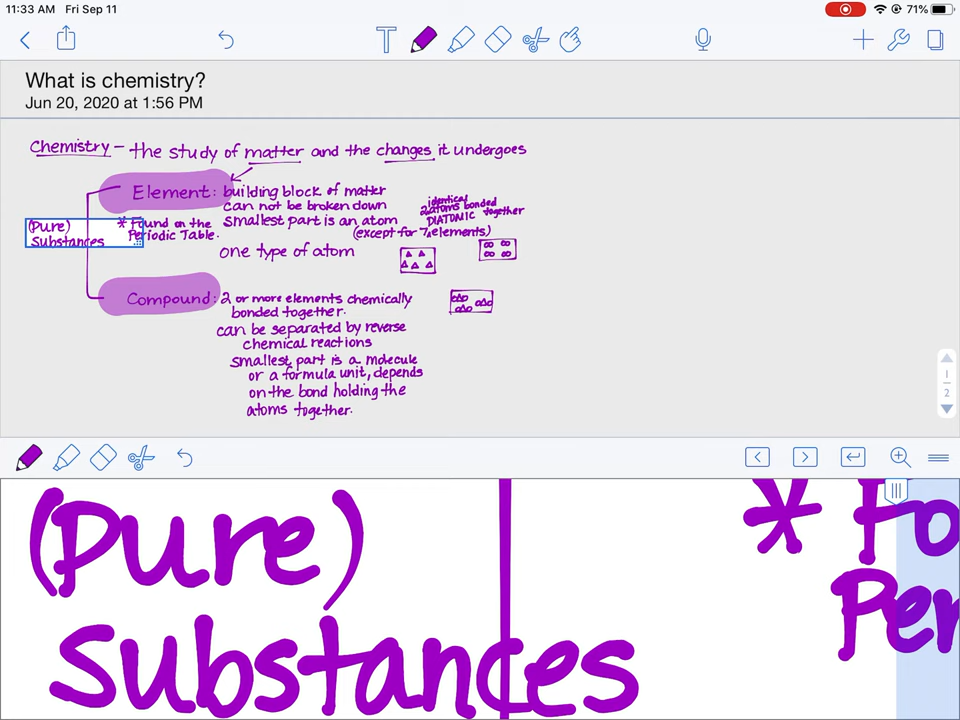 11:33 AM Fri Sep 11
71%
What is chemistry?
Jun 20, 2020 at 1:56 PM
Chemistry - the study of matter and the changes it undergoes
Element: building block of matter
can not be broken down
smallest part is an atom
(except for 7 elements)
identical
2 atoms bonded
DIATONIC together
* Found on the
Periodic Table.
one type of atom
(Pure)
Substances
Compound: 2 or more elements chemically
bonded together.
can be separated by reverse
chemical reactions
smallest part is a molecule
or a formula unit, depends
on the bond holding the
atoms together.
1
2
(Pure)
Substances
* Fo
Per